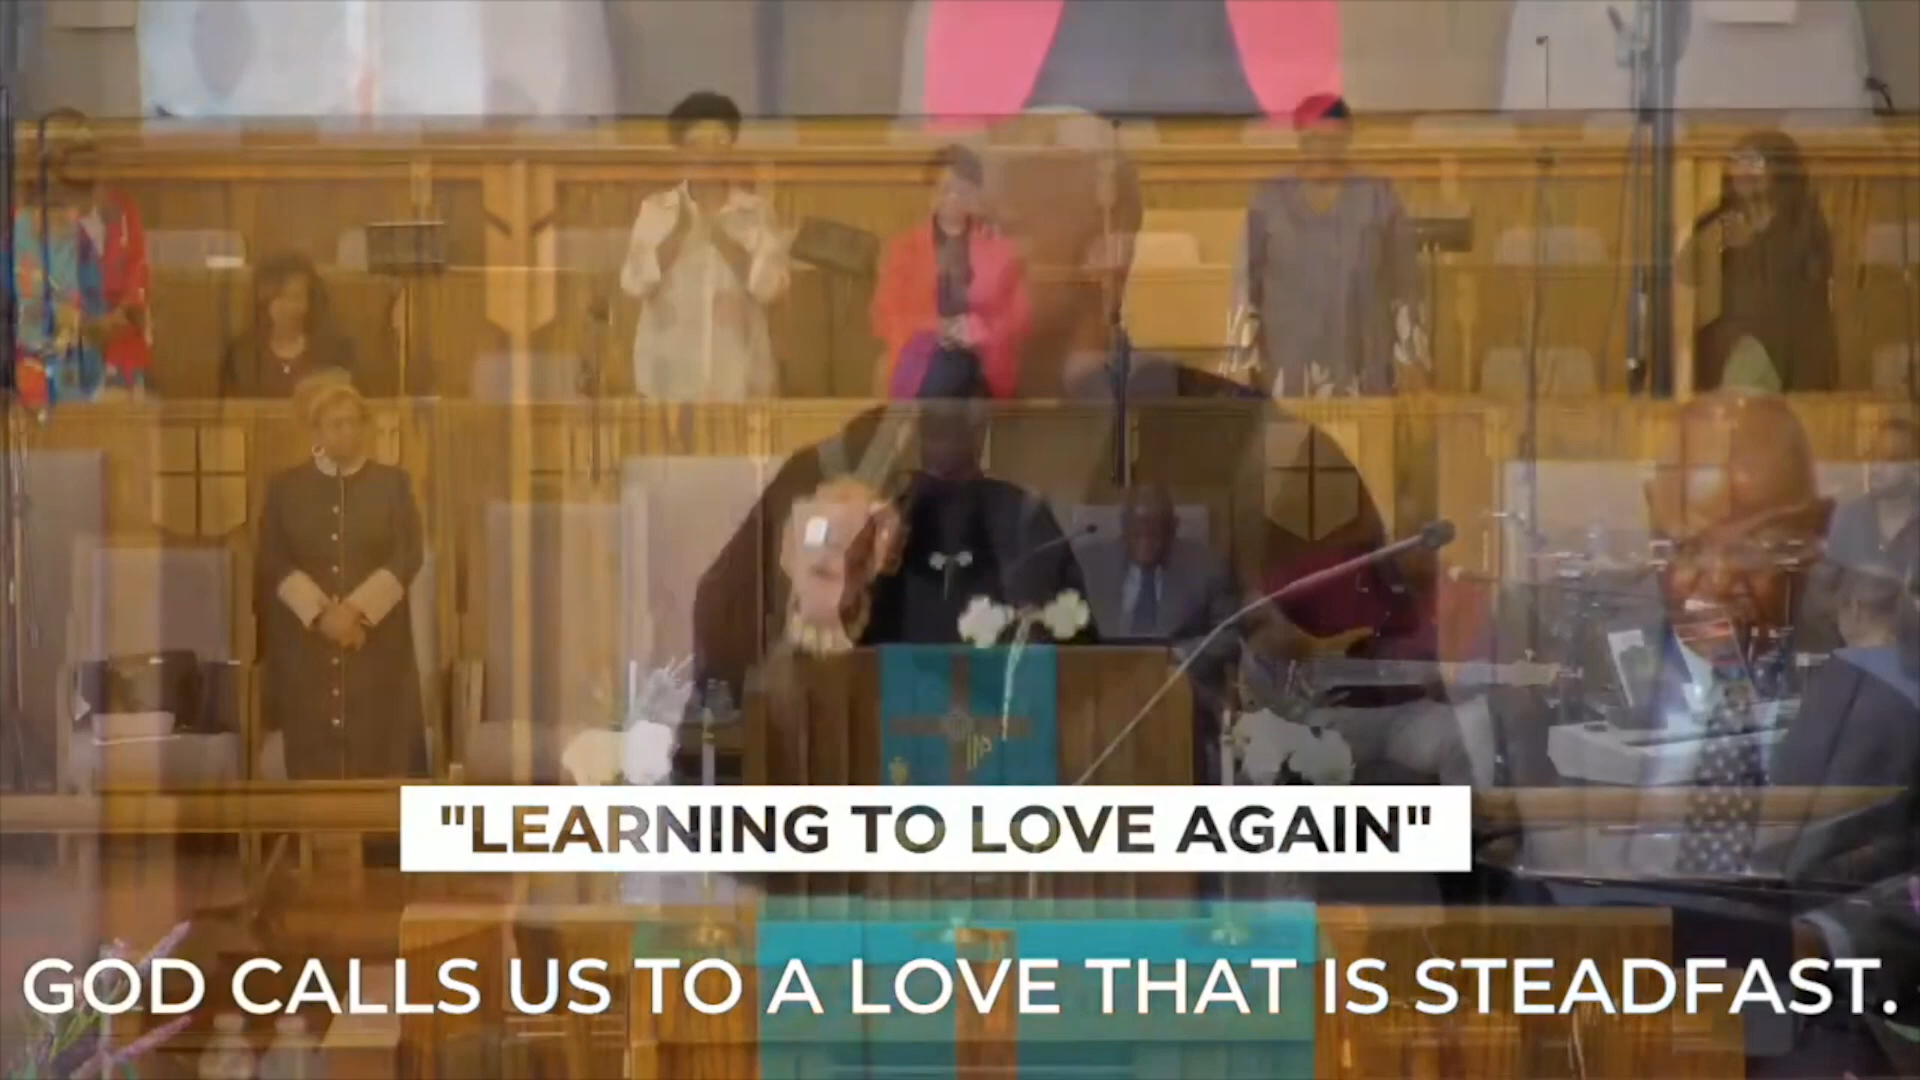 "LEARNING TO LOVE AGAIN"
GOD CALLS US TO A LOVE THAT IS STEADFAST.